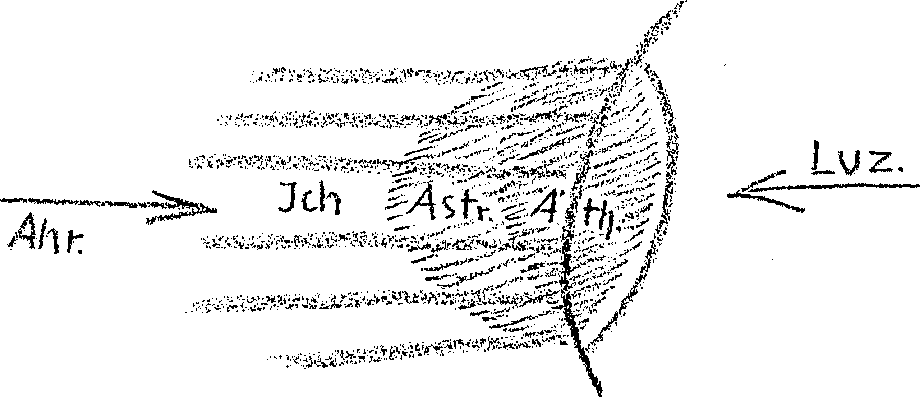 Luz.
Jch Astr. Äth.
Ahr.